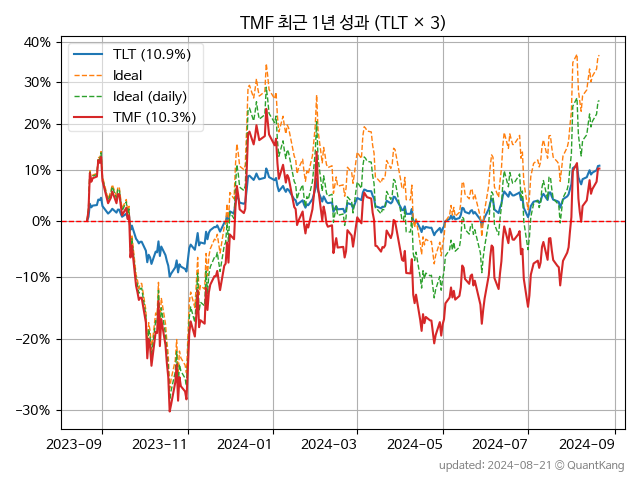 TMF 최근 1년 성과 (TLT × 3)
40%
30%
20%
10%
0%
−10%
−20%
−30%
TLT (10.9%)
Ideal
Ideal (daily)
TMF (10.3%)
2023-09 2023-11 2024-01 2024-03 2024-05 2024-07 2024-09
updated: 2024-08-21 ⓒ QuantKang